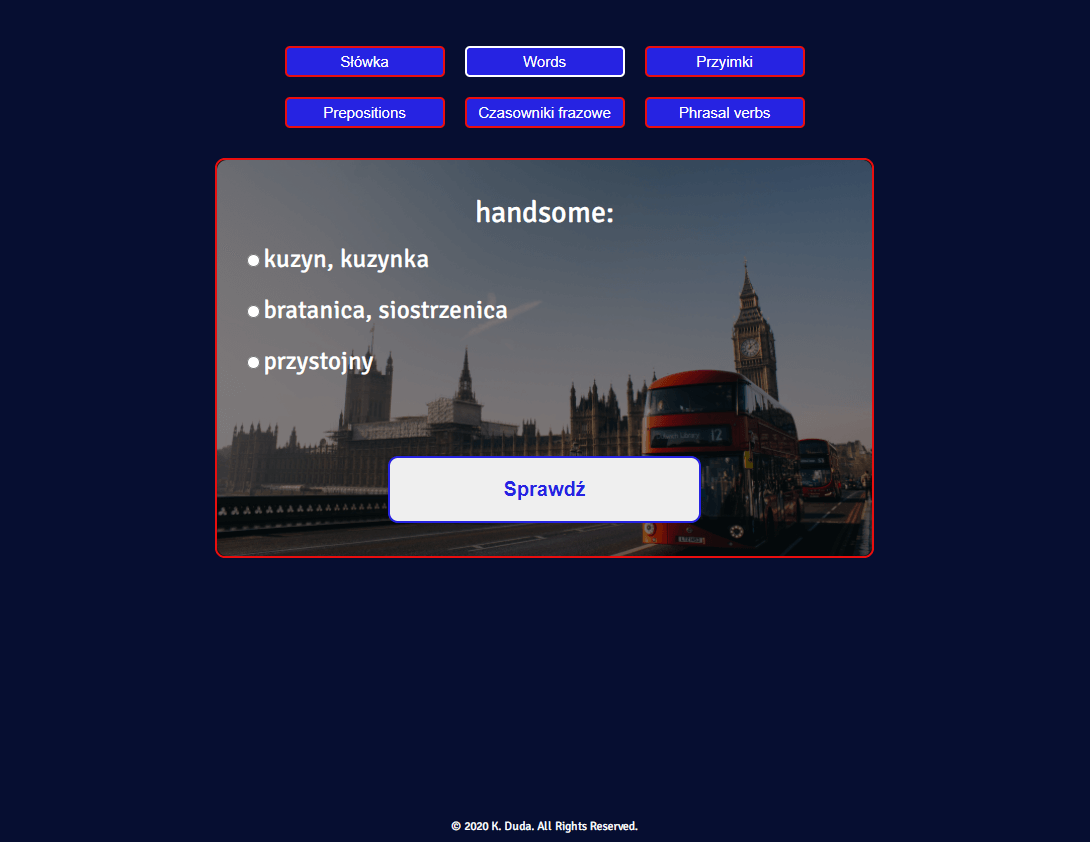 Słówka
Words
Przyimki
Prepositions
Czasowniki frazowe
Phrasal verbs
handsome:
kuzyn, kuzynka
bratanica, siostrzenica
przystojny
12
Sprawdź
© 2020 K. Duda. All Rights Reserved.